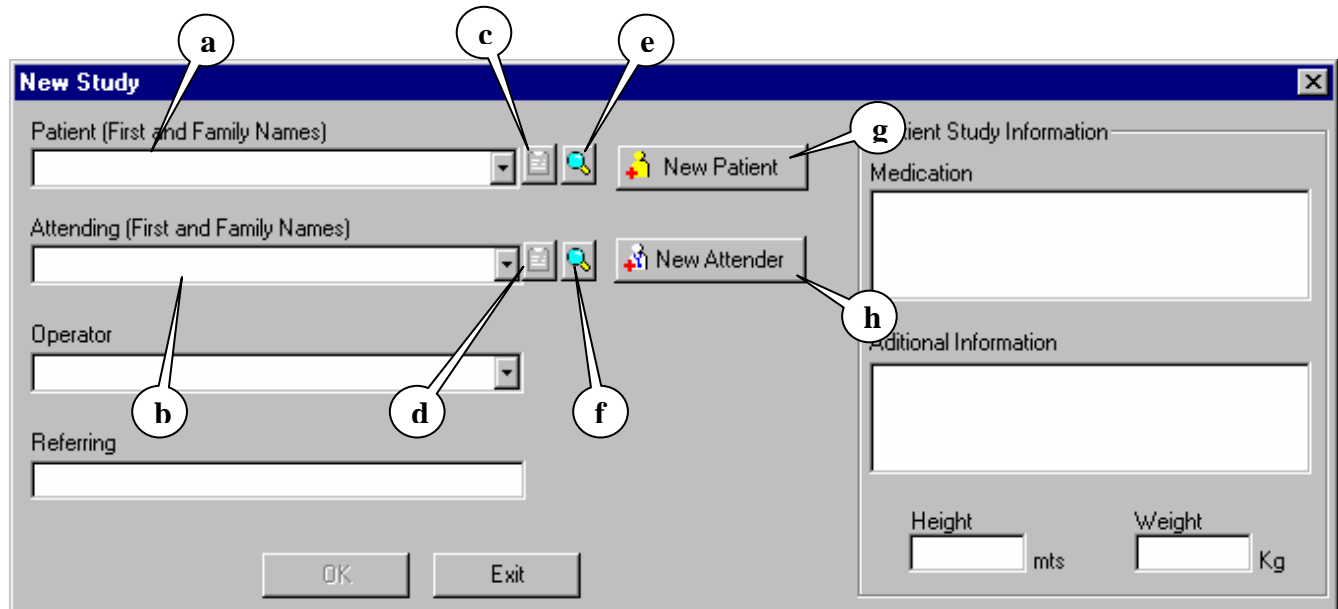 a
c
e
New Study
Patient (First and Family Names)
g
tient Study Information
New Patient
Medication
Attending (First and Family Names)
New Attender
h
Operator
Aditional Information
b
d
f
Referring
Height
Weight
mts
Kg
OK
Exit